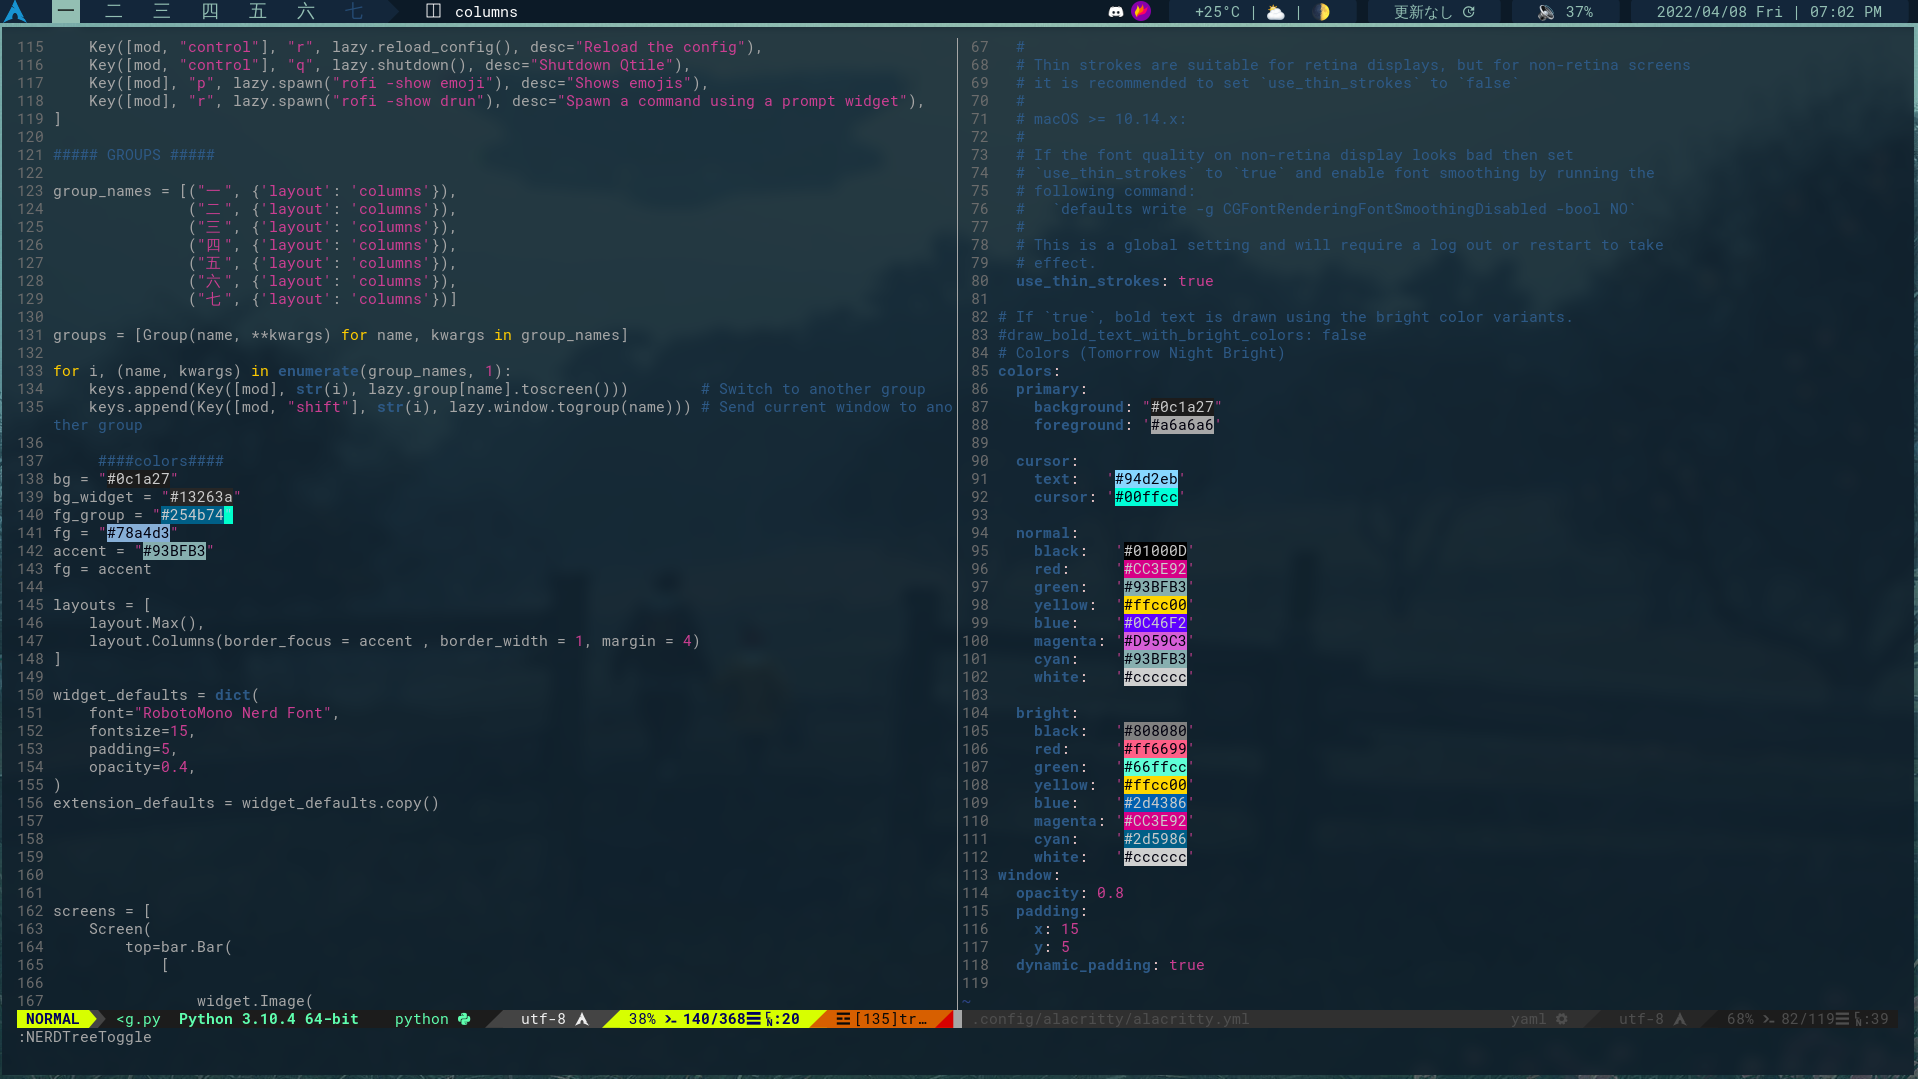 一 二 三 四 五 六 七 columns +25°C | | 更新なし 37% 2022/04/08 Fri | 07:02 PM
115     Key([mod, "control"], "r", lazy.reload_config(), desc="Reload the config"),
116     Key([mod, "control"], "q", lazy.shutdown(), desc="Shutdown Qtile"),
117     Key([mod], "p", lazy.spawn("rofi -show emoji"), desc="Shows emojis"),
118     Key([mod], "r", lazy.spawn("rofi -show drun"), desc="Spawn a command using a prompt widget"),
119 ]
120
121 ##### GROUPS #####
122
123 group_names = [("一", {'layout': 'columns'}),
124                ("二", {'layout': 'columns'}),
125                ("三", {'layout': 'columns'}),
126                ("四", {'layout': 'columns'}),
127                ("五", {'layout': 'columns'}),
128                ("六", {'layout': 'columns'}),
129                ("七", {'layout': 'columns'})]
130
131 groups = [Group(name, **kwargs) for name, kwargs in group_names]
132
133 for i, (name, kwargs) in enumerate(group_names, 1):
134     keys.append(Key([mod], str(i), lazy.group[name].toscreen()))        # Switch to another group
135     keys.append(Key([mod, "shift"], str(i), lazy.window.togroup(name))) # Send current window to ano
ther group
136
137      ####colors####
138 bg = "#0c1a27"
139 bg_widget = "#13263a"
140 fg_group = "#254b74
141 fg = "#78a4d3"
142 accent = "#93BFB3"
143 fg = accent
144
145 layouts = [
146     layout.Max(),
147     layout.Columns(border_focus = accent , border_width = 1, margin = 4)
148 ]
149
150 widget_defaults = dict(
151     font="RobotoMono Nerd Font",
152     fontsize=15,
153     padding=5,
154     opacity=0.4,
155 )
156 extension_defaults = widget_defaults.copy()
157
158
159
160
161
162 screens = [
163     Screen(
164         top=bar.Bar(
165             [
166
167                 widget.Image(
NORMAL <g.py Python 3.10.4 64-bit python utf-8 38% 140/368 :20 [135]tr…
:NERDTreeToggle
67   #
68   # Thin strokes are suitable for retina displays, but for non-retina screens
69   # it is recommended to set `use_thin_strokes` to `false`
70   #
71   # macOS >= 10.14.x:
72   #
73   # If the font quality on non-retina display looks bad then set
74   # `use_thin_strokes` to `true` and enable font smoothing by running the
75   # following command:
76   #   `defaults write -g CGFontRenderingFontSmoothingDisabled -bool NO`
77   #
78   # This is a global setting and will require a log out or restart to take
79   # effect.
80   use_thin_strokes: true
81
82 # If `true`, bold text is drawn using the bright color variants.
83 #draw_bold_text_with_bright_colors: false
84 # Colors (Tomorrow Night Bright)
85 colors:
86   primary:
87     background: "#0c1a27"
88     foreground: '#a6a6a6'
89
90   cursor:
91     text:   '#94d2eb'
92     cursor: '#00ffcc'
93
94   normal:
95     black:   '#01000D'
96     red:     '#CC3E92'
97     green:   '#93BFB3'
98     yellow:  '#ffcc00'
99     blue:    '#0C46F2'
100     magenta: '#D959C3'
101     cyan:    '#93BFB3'
102     white:   '#cccccc'
103
104   bright:
105     black:   '#808080'
106     red:     '#ff6699'
107     green:   '#66ffcc'
108     yellow:  '#ffcc00'
109     blue:    '#2d4386'
110     magenta: '#CC3E92'
111     cyan:    '#2d5986'
112     white:   '#cccccc'
113 window:
114   opacity: 0.8
115   padding:
116     x: 15
117     y: 5
118   dynamic_padding: true
119
~
.config/alacritty/alacritty.yml yaml utf-8 68% 82/119 :39